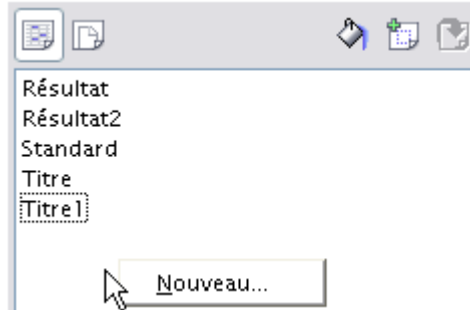 Résultat
Résultat2
Standard
Titre
Titre1
Nouveau...